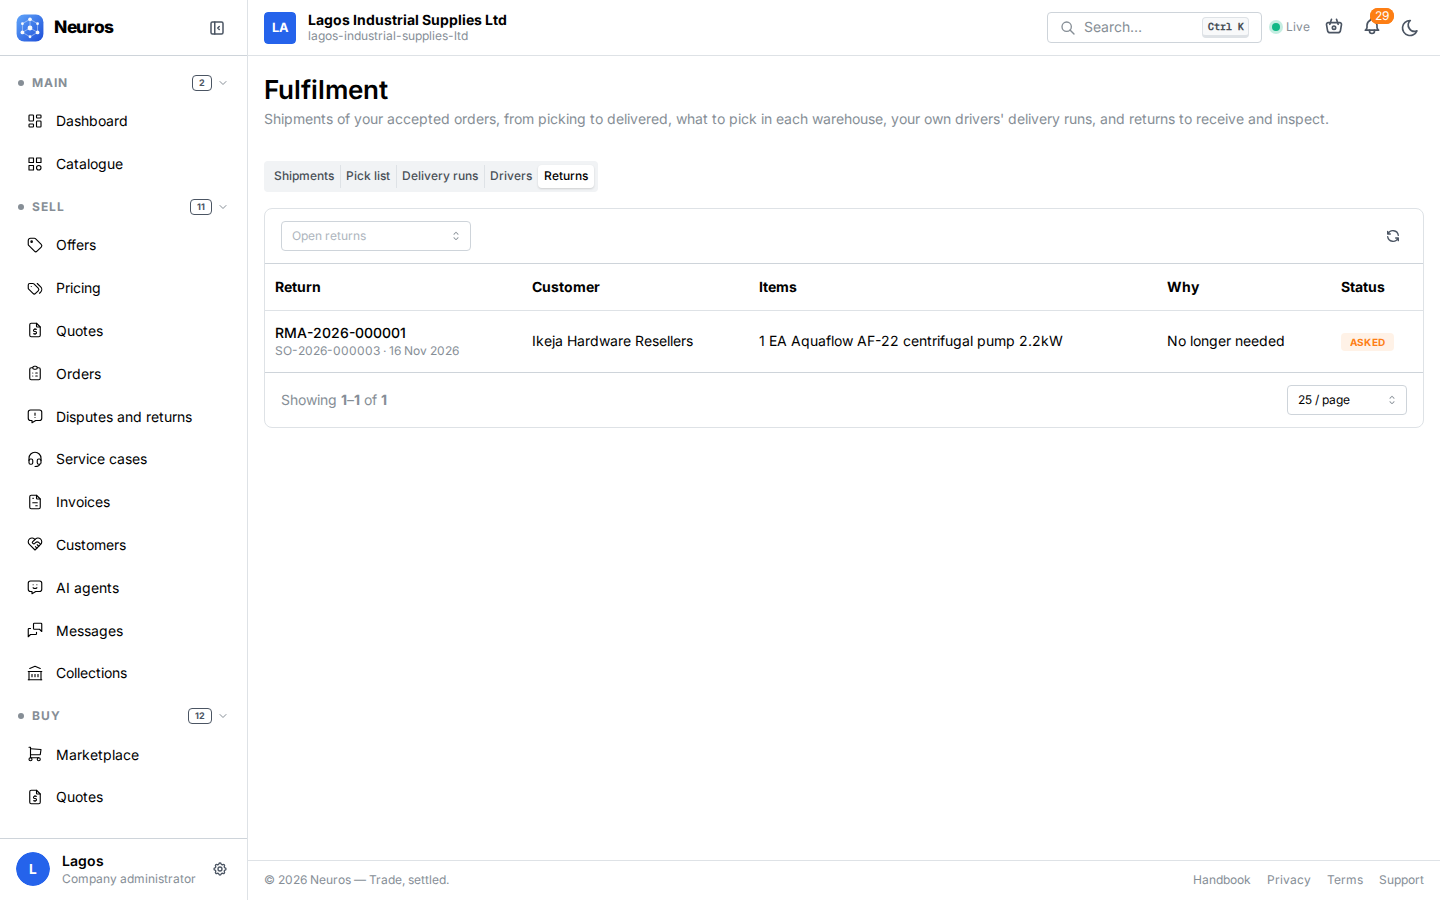 Neuros
LA
Lagos Industrial Supplies Ltd
lagos-industrial-supplies-ltd
Search...
Ctrl K
Live
29
MAIN
2
Dashboard
Catalogue
SELL
11
Offers
Pricing
Quotes
Orders
Disputes and returns
Service cases
Invoices
Customers
AI agents
Messages
Collections
BUY
12
Marketplace
Quotes
L
Lagos
Company administrator
Fulfilment
Shipments of your accepted orders, from picking to delivered, what to pick in each warehouse, your own drivers' delivery runs, and returns to receive and inspect.
Shipments
Pick list
Delivery runs
Drivers
Returns
Open returns
Return
Customer
Items
Why
Status
RMA-2026-000001
SO-2026-000003 · 16 Nov 2026
Ikeja Hardware Resellers
1 EA Aquaflow AF-22 centrifugal pump 2.2kW
No longer needed
ASKED
Showing 1–1 of 1
25 / page
© 2026 Neuros — Trade, settled.
Handbook
Privacy
Terms
Support